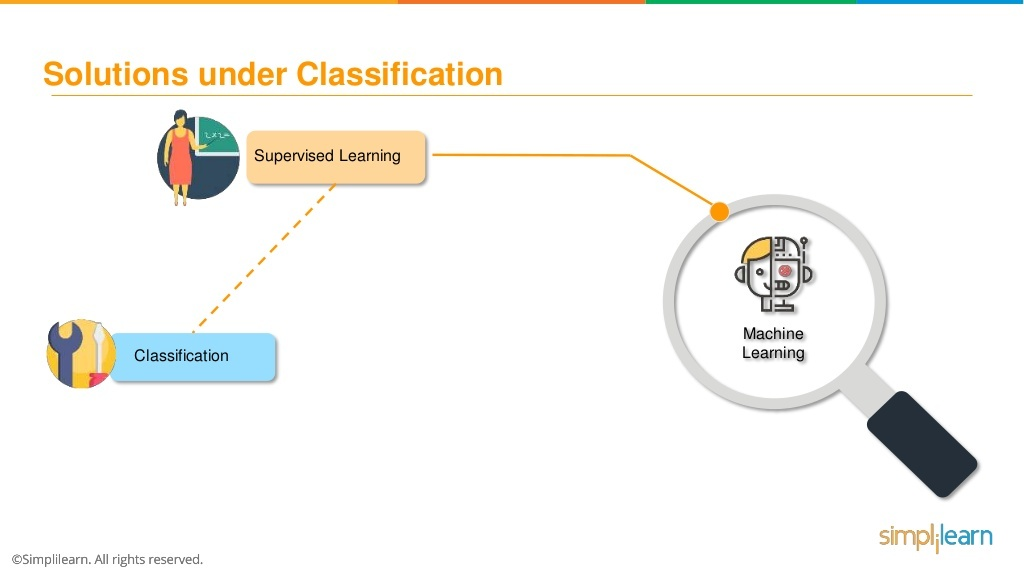 Solutions under Classification
Supervised Learning
Machine
Learning
Classification
simplilearn
©Simplilearn. All rights reserved.